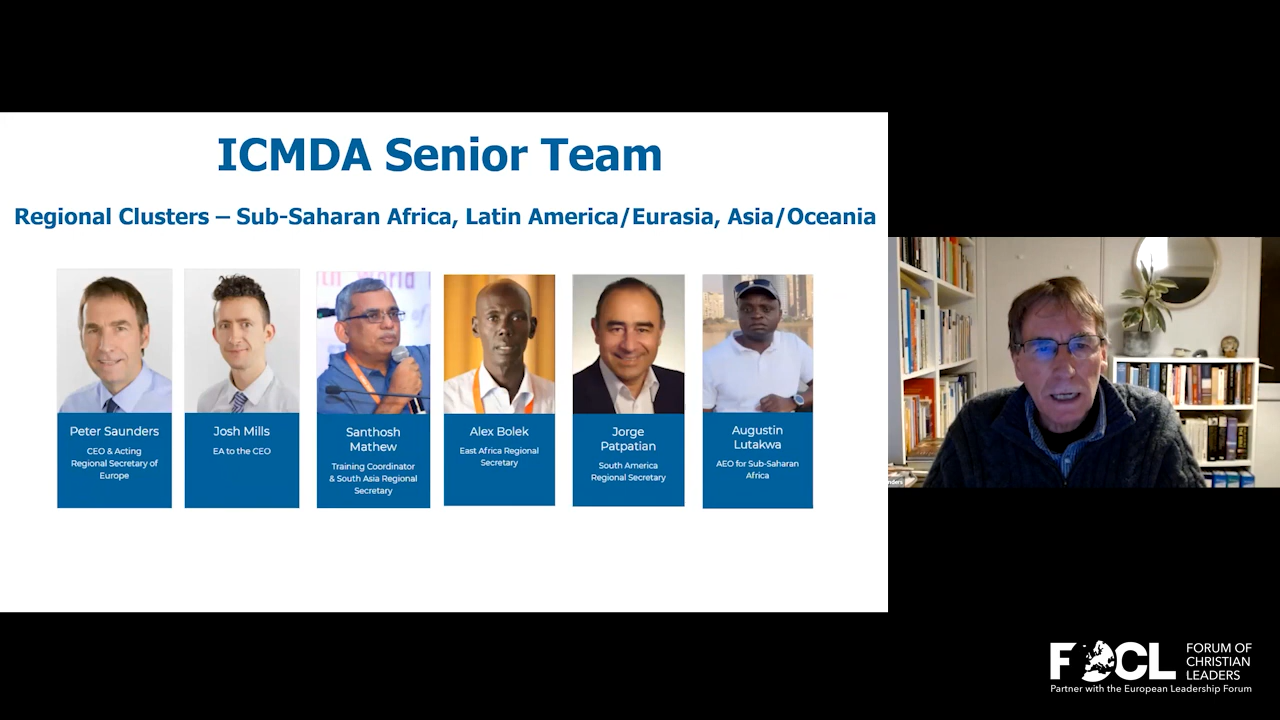 ICMDA Senior Team
Regional Clusters – Sub-Saharan Africa, Latin America/Eurasia, Asia/Oceania
Peter Saunders
CEO & Acting
Regional Secretary of
Europe
Josh Mills
EA to the CEO
Santhosh
Mathew
Training Coordinator
& South Asia Regional
Secretary
Alex Bolek
East Africa Regional
Secretary
Jorge
Patpatian
South America
Regional Secretary
Augustin
Lutakwa
AEO for Sub-Saharan
Africa
FOCL
FORUM OF
CHRISTIAN
LEADERS
Partner with the European Leadership Forum